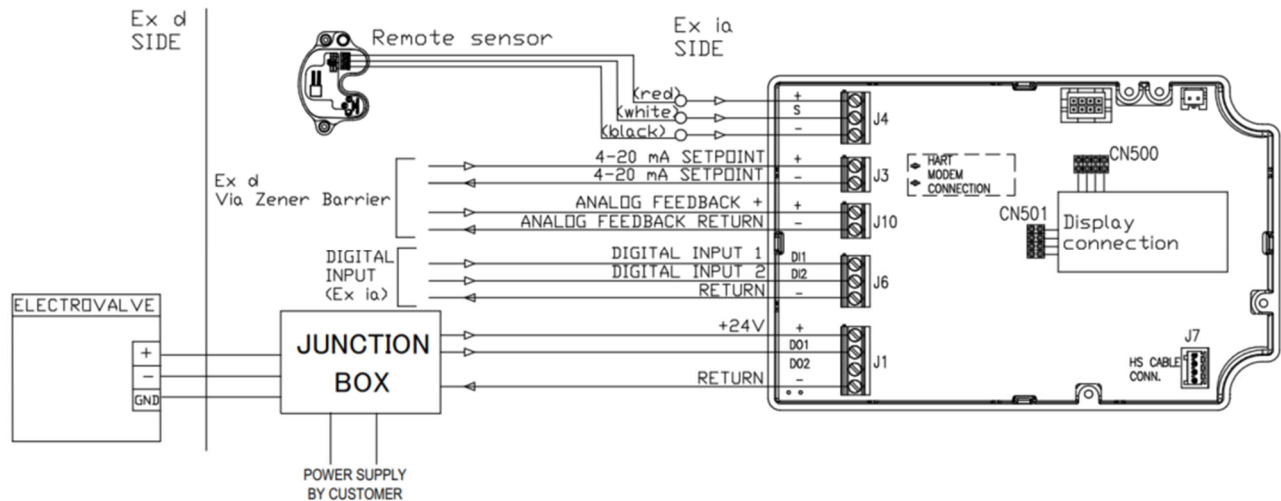 Ex d
SIDE
Remote sensor
Ex ia
SIDE
(red)
+
(white)
S
J4
(black)
-
4-20 mA SETPOINT
+
4-20 mA SETPOINT
-
J3
HART
MODEM
CONNECTION
CN500
Ex d
Via Zener Barrier
ANALOG FEEDBACK +
+
ANALOG FEEDBACK RETURN
-
J10
CN501
Display
connection
DIGITAL
INPUT
(Ex ia)
DIGITAL INPUT 1
DI1
DIGITAL INPUT 2
DI2
RETURN
-
J6
ELECTROVALVE
+
-
GND
JUNCTION
BOX
+24V
+
DO1
DO2
J1
RETURN
-
J7
HS CABLE
CONN.
POWER SUPPLY
BY CUSTOMER